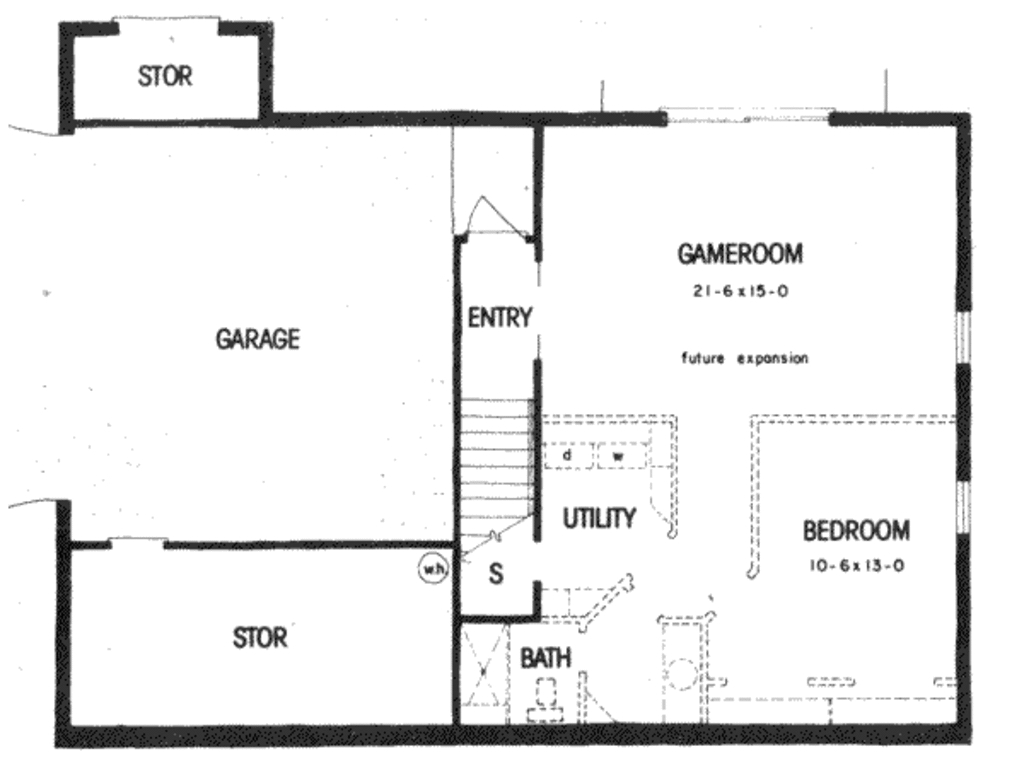 STOR
GAMEROOM
21-6 x 15-0
ENTRY
GARAGE
future expansion
d
w
UTILITY
BEDROOM
10-6 x 13-0
w.h.
S
STOR
BATH